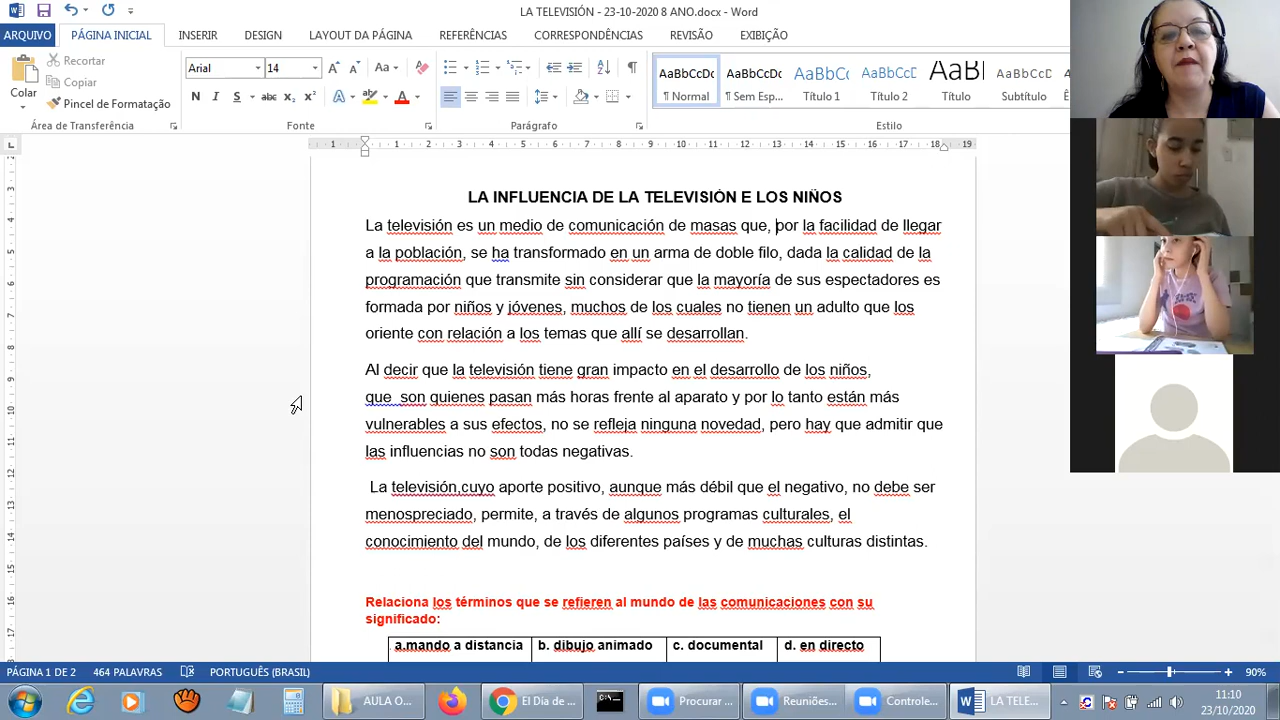 LA TELEVISIÓN - 23-10-2020 8 ANO.docx - Word
ARQUIVO PÁGINA INICIAL INSERIR DESIGN LAYOUT DA PÁGINA REFERÊNCIAS CORRESPONDÊNCIAS REVISÃO EXIBIÇÃO
Recortar
Copiar
Colar
Pincel de Formatação
Arial 14
AaBbCcDc AaBbCcDc AaBbCc AaBbCcD AaBbC AaBbCcD
¶ Normal ¶ Sem Esp... Título 1 Título 2 Título Subtítulo
Área de Transferência Fonte Parágrafo Estilo
LA INFLUENCIA DE LA TELEVISIÓN E LOS NIÑOS
La televisión es un medio de comunicación de masas que, por la facilidad de llegar
a la población, se ha transformado en un arma de doble filo, dada la calidad de la
programación que transmite sin considerar que la mayoría de sus espectadores es
formada por niños y jóvenes, muchos de los cuales no tienen un adulto que los
oriente con relación a los temas que allí se desarrollan.
Al decir que la televisión tiene gran impacto en el desarrollo de los niños,
que son quienes pasan más horas frente al aparato y por lo tanto están más
vulnerables a sus efectos, no se refleja ninguna novedad, pero hay que admitir que
las influencias no son todas negativas.
La televisión,cuyo aporte positivo, aunque más débil que el negativo, no debe ser
menospreciado, permite, a través de algunos programas culturales, el
conocimiento del mundo, de los diferentes países y de muchas culturas distintas.
Relaciona los términos que se refieren al mundo de las comunicaciones con su
significado:
a.mando a distancia b. dibujo animado c. documental d. en directo
PÁGINA 1 DE 2 464 PALAVRAS PORTUGUÊS (BRASIL) 90%
AULA O... El Día de ... Procurar ... Reuniões... Controle... LA TELE...
11:10
23/10/2020